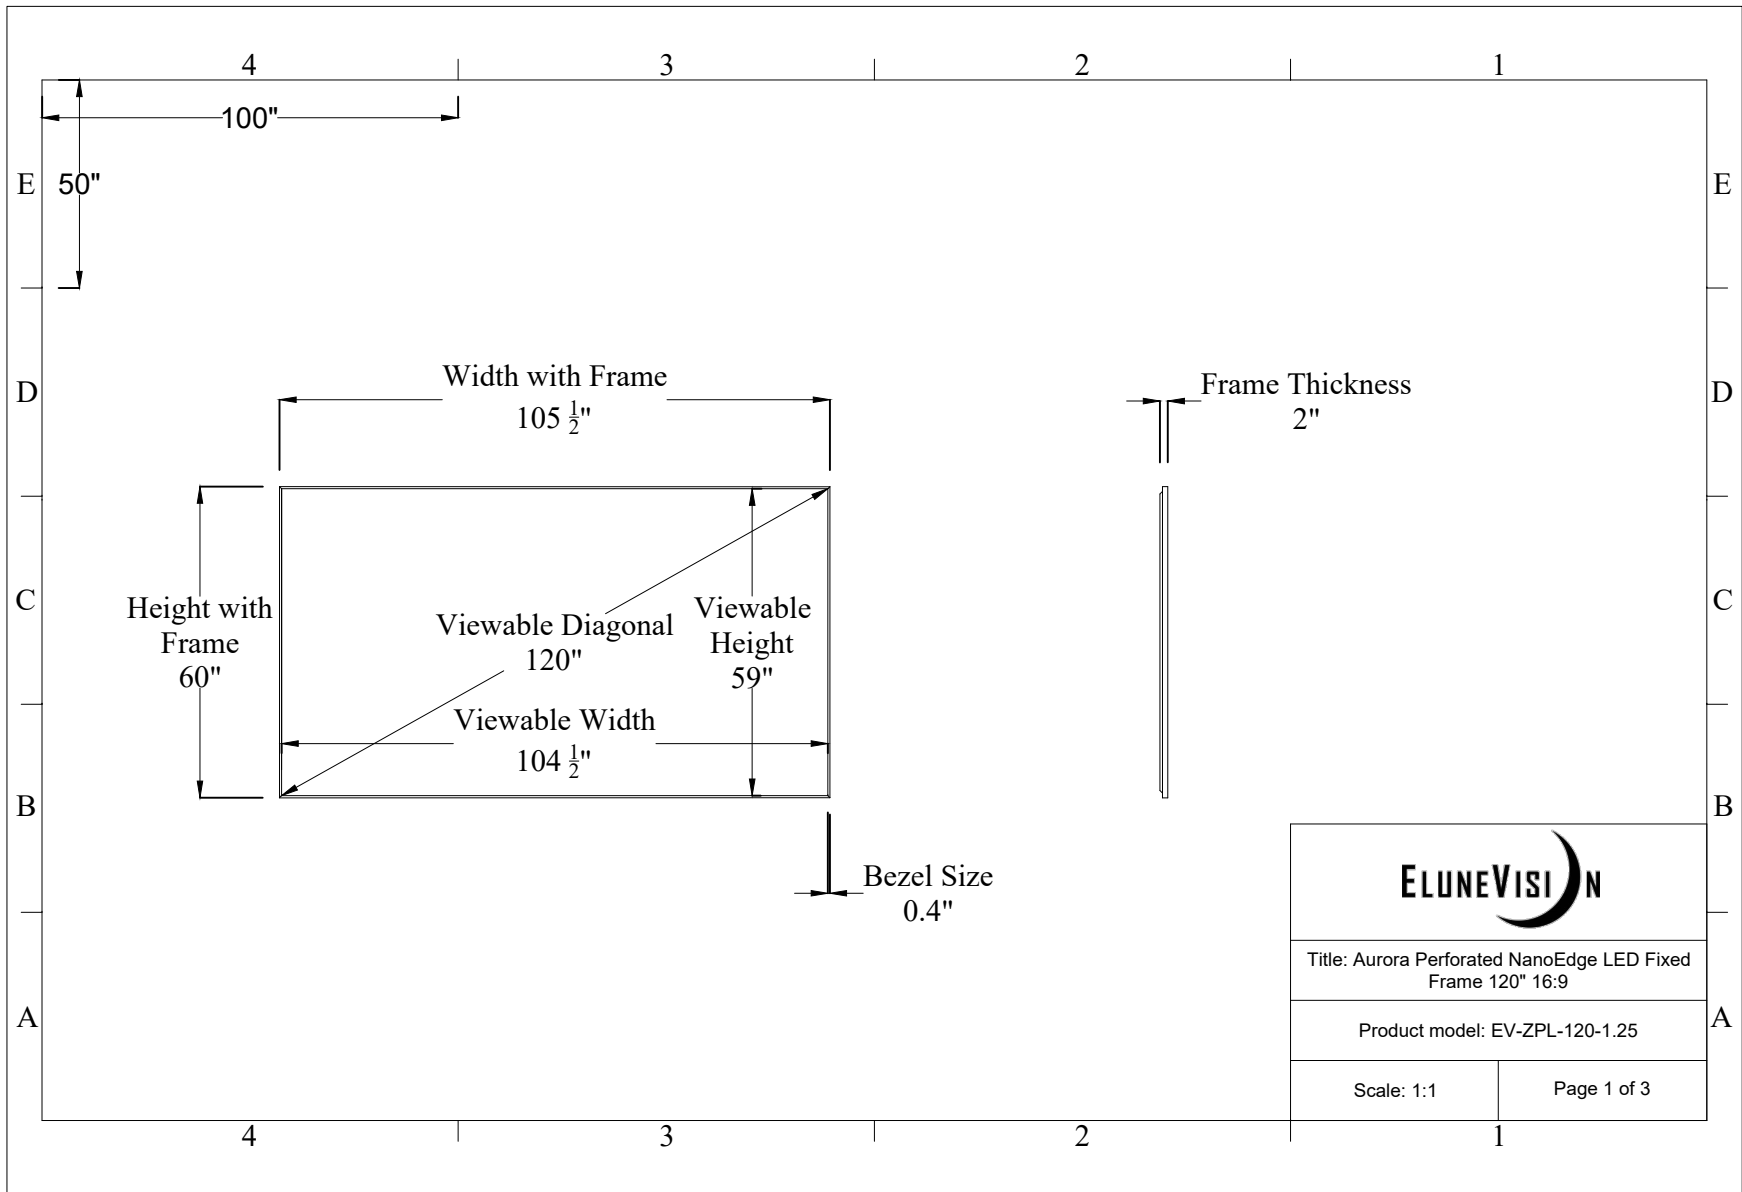 4 3 2 1
100"
E 50" E
Width with Frame
105 1/2"
Frame Thickness
2"
D D
Height with
Frame
60"
Viewable Diagonal
120"
Viewable
Height
59"
C C
Viewable Width
104 1/2"
B B
Bezel Size
0.4"
ELUNEVISION
Title: Aurora Perforated NanoEdge LED Fixed
Frame 120" 16:9
Product model: EV-ZPL-120-1.25
A A
Scale: 1:1
Page 1 of 3
4 3 2 1